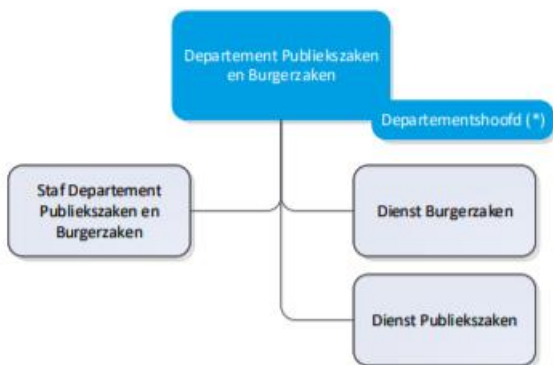 Departement Publiekszaken
en Burgerzaken
Departementshoofd (*)
Staf Departement
Publiekszaken en
Burgerzaken
Dienst Burgerzaken
Dienst Publiekszaken